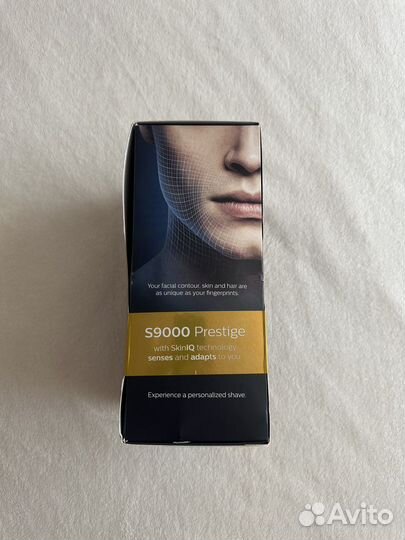 Your facial contour, skin and hair are
as unique as your fingerprints.
S9000 Prestige
with SkinIQ technology
senses and adapts to you
Experience a personalized shave.
Avito